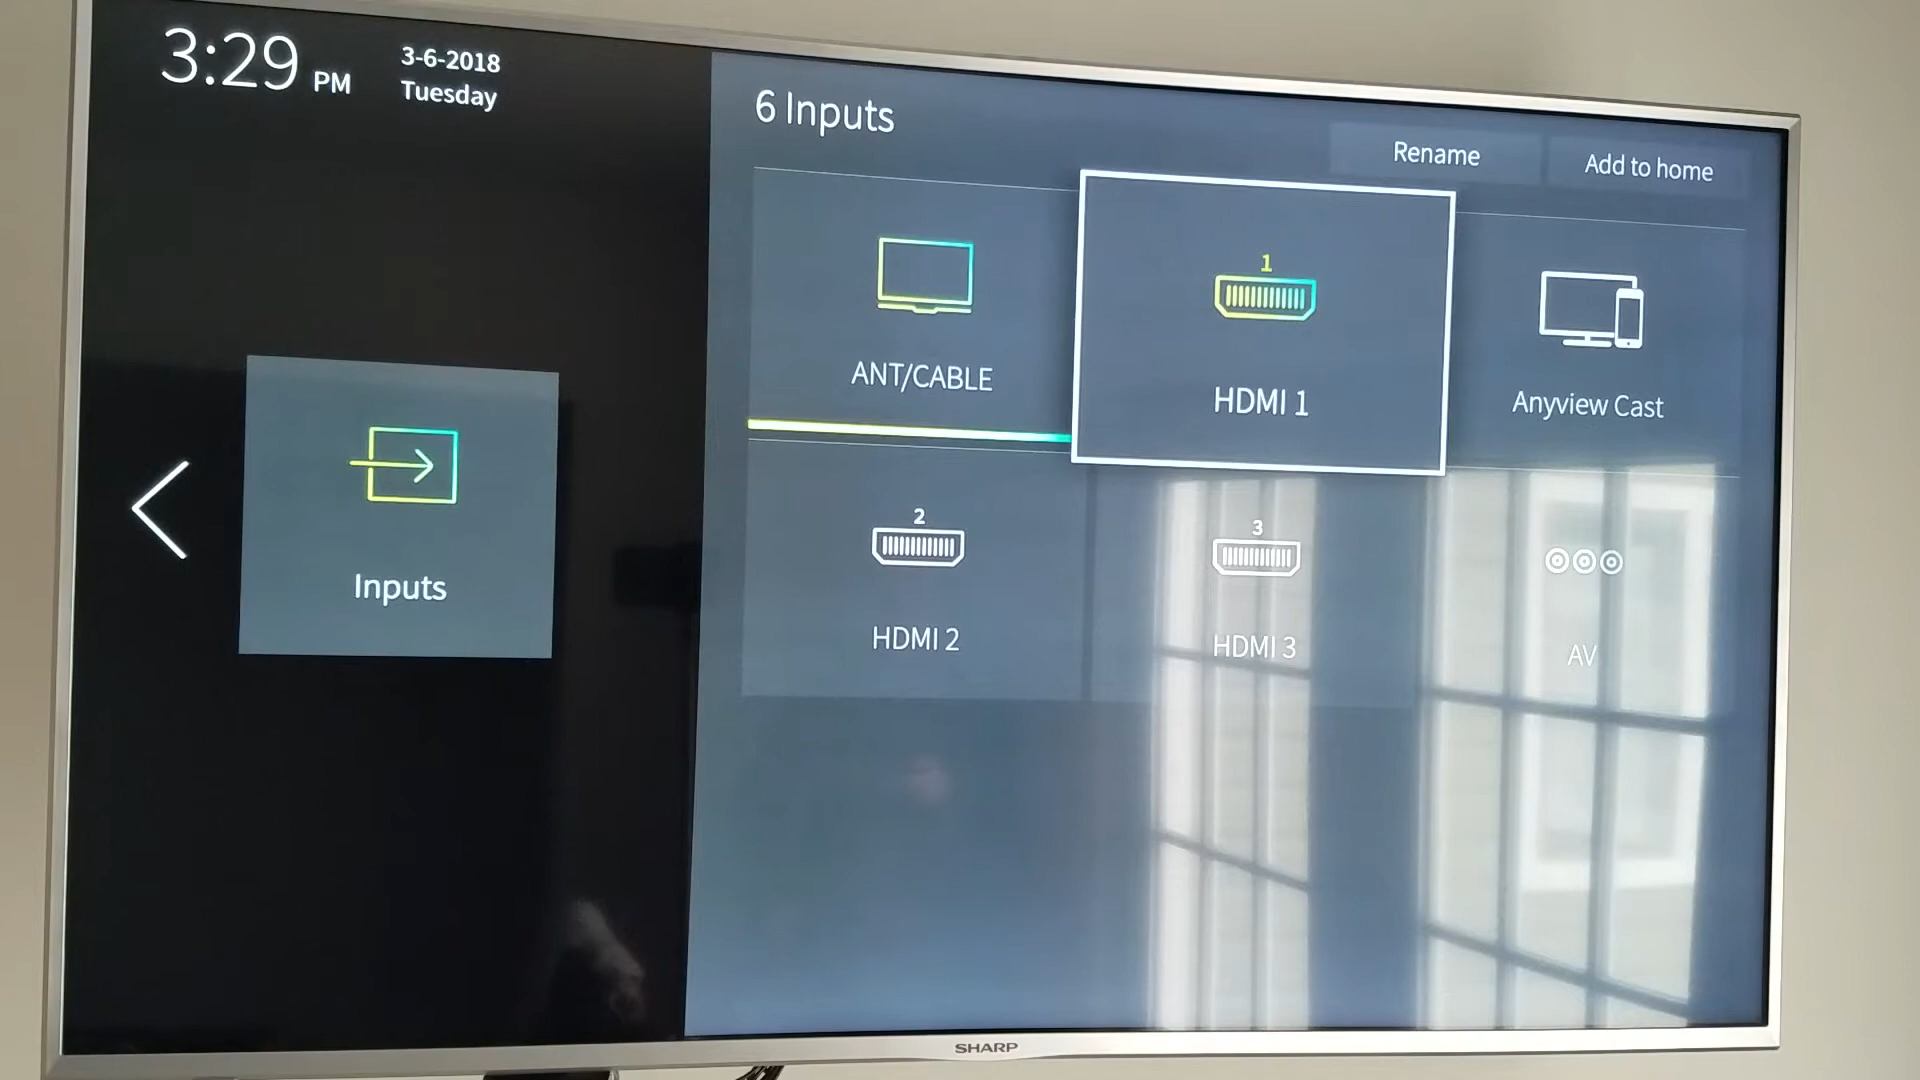 3:29 PM
3-6-2018
Tuesday
6 Inputs
Rename
Add to home
ANT/CABLE
1
HDMI 1
Anyview Cast
Inputs
2
HDMI 2
3
HDMI 3
AV
SHARP